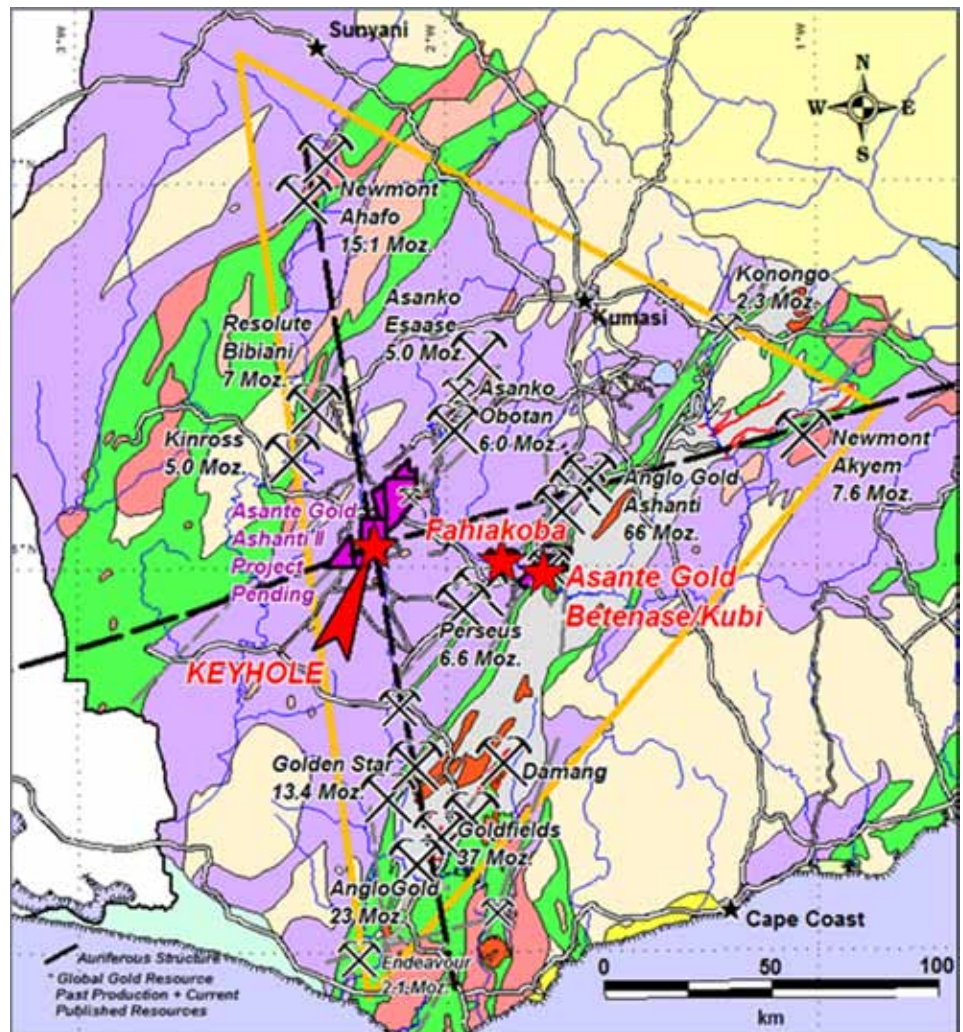 3°W
2°W
1°W
Sunyani
N
W E
S
7°N
Newmont
Ahafo
15.1 Moz.
Konongo
2.3 Moz.
Asanko
Esaase
5.0 Moz.
Kumasi
Resolute
Bibiani
7 Moz.
Asanko
Obotan
6.0 Moz.
Kinross
5.0 Moz.
Newmont
Akyem
7.6 Moz.
Anglo Gold
Ashanti
66 Moz.
Asante Gold
Ashanti II
Project
Pending
Fahiakoba
6°N
Asante Gold
Betenase/Kubi
Perseus
6.6 Moz.
KEYHOLE
Golden Star
13.4 Moz.
Damang
Goldfields
37 Moz.
AngloGold
23 Moz.
Cape Coast
Endeavour
2.1 Moz.
Auriferous Structure
* Global Gold Resource
Past Production + Current
Published Resources
0 50 100
km